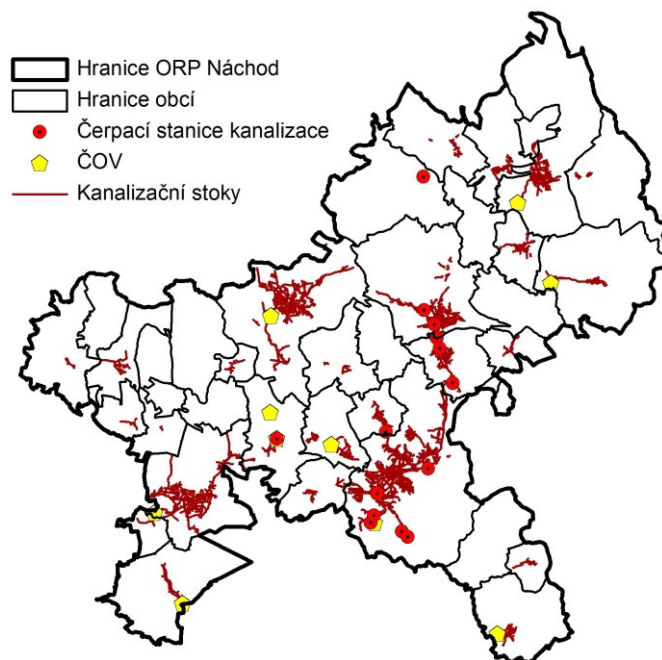 Hranice ORP Náchod
Hranice obcí
Čerpací stanice kanalizace
ČOV
Kanalizační stoky